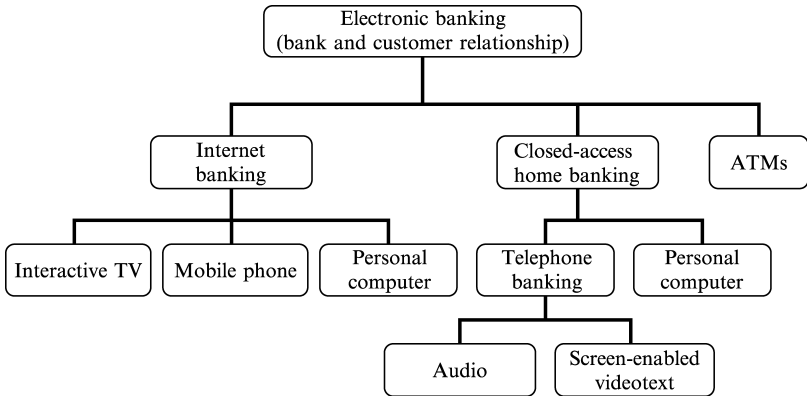 Electronic banking
(bank and customer relationship)
Internet
banking
Closed-access
home banking
ATMs
Interactive TV
Mobile phone
Personal
computer
Telephone
banking
Personal
computer
Audio
Screen-enabled
videotext